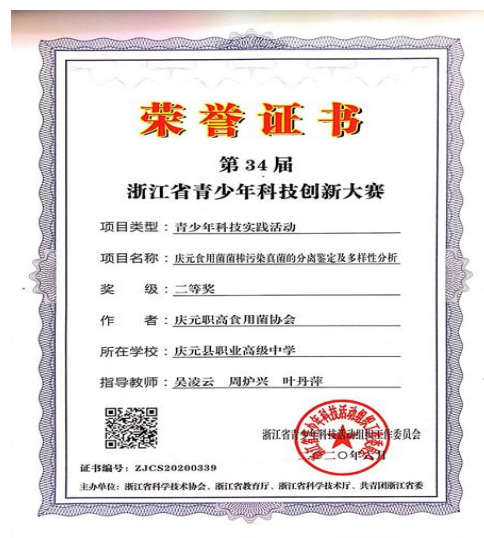 荣誉证书
第34届
浙江省青少年科技创新大赛
项目类型：青少年科技实践活动
项目名称：庆元食用菌菌棒污染真菌的分离鉴定及多样性分析
奖级：二等奖
作者：庆元职高食用菌协会
所在学校：庆元县职业高级中学
指导教师：吴凌云 周炉兴 叶丹萍
浙江省青少年科技活动组织工作委员会
二〇二〇年八月
证书编号：ZJCS20200339
主办单位：浙江省科学技术协会、浙江省教育厅、浙江省科学技术厅、共青团浙江省委